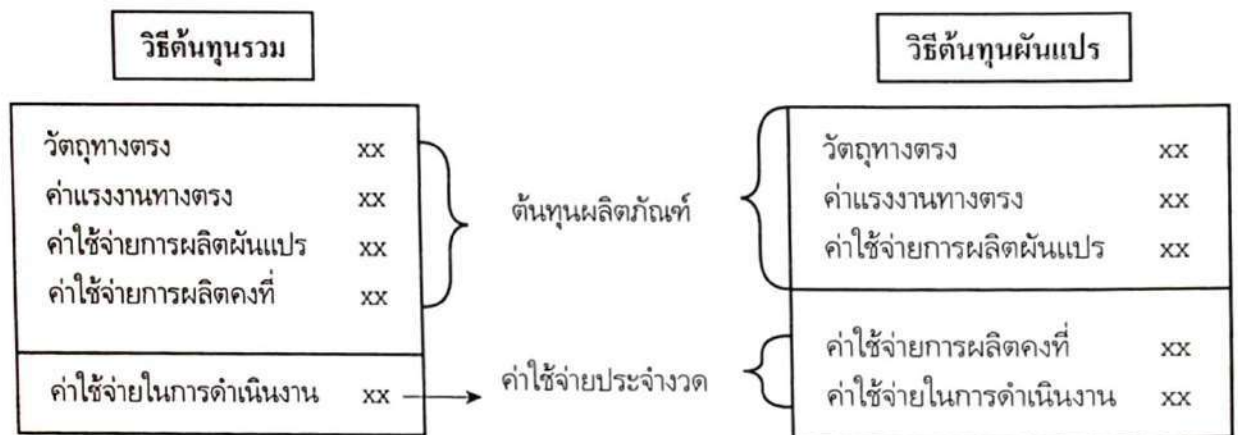 วิธีต้นทุนรวม
วัตถุทางตรง xx
ค่าแรงงานทางตรง xx
ค่าใช้จ่ายการผลิตผันแปร xx
ค่าใช้จ่ายการผลิตคงที่ xx
ค่าใช้จ่ายในการดำเนินงาน xx
ต้นทุนผลิตภัณฑ์
ค่าใช้จ่ายประจำงวด
วิธีต้นทุนผันแปร
วัตถุทางตรง xx
ค่าแรงงานทางตรง xx
ค่าใช้จ่ายการผลิตผันแปร xx
ค่าใช้จ่ายการผลิตคงที่ xx
ค่าใช้จ่ายในการดำเนินงาน xx